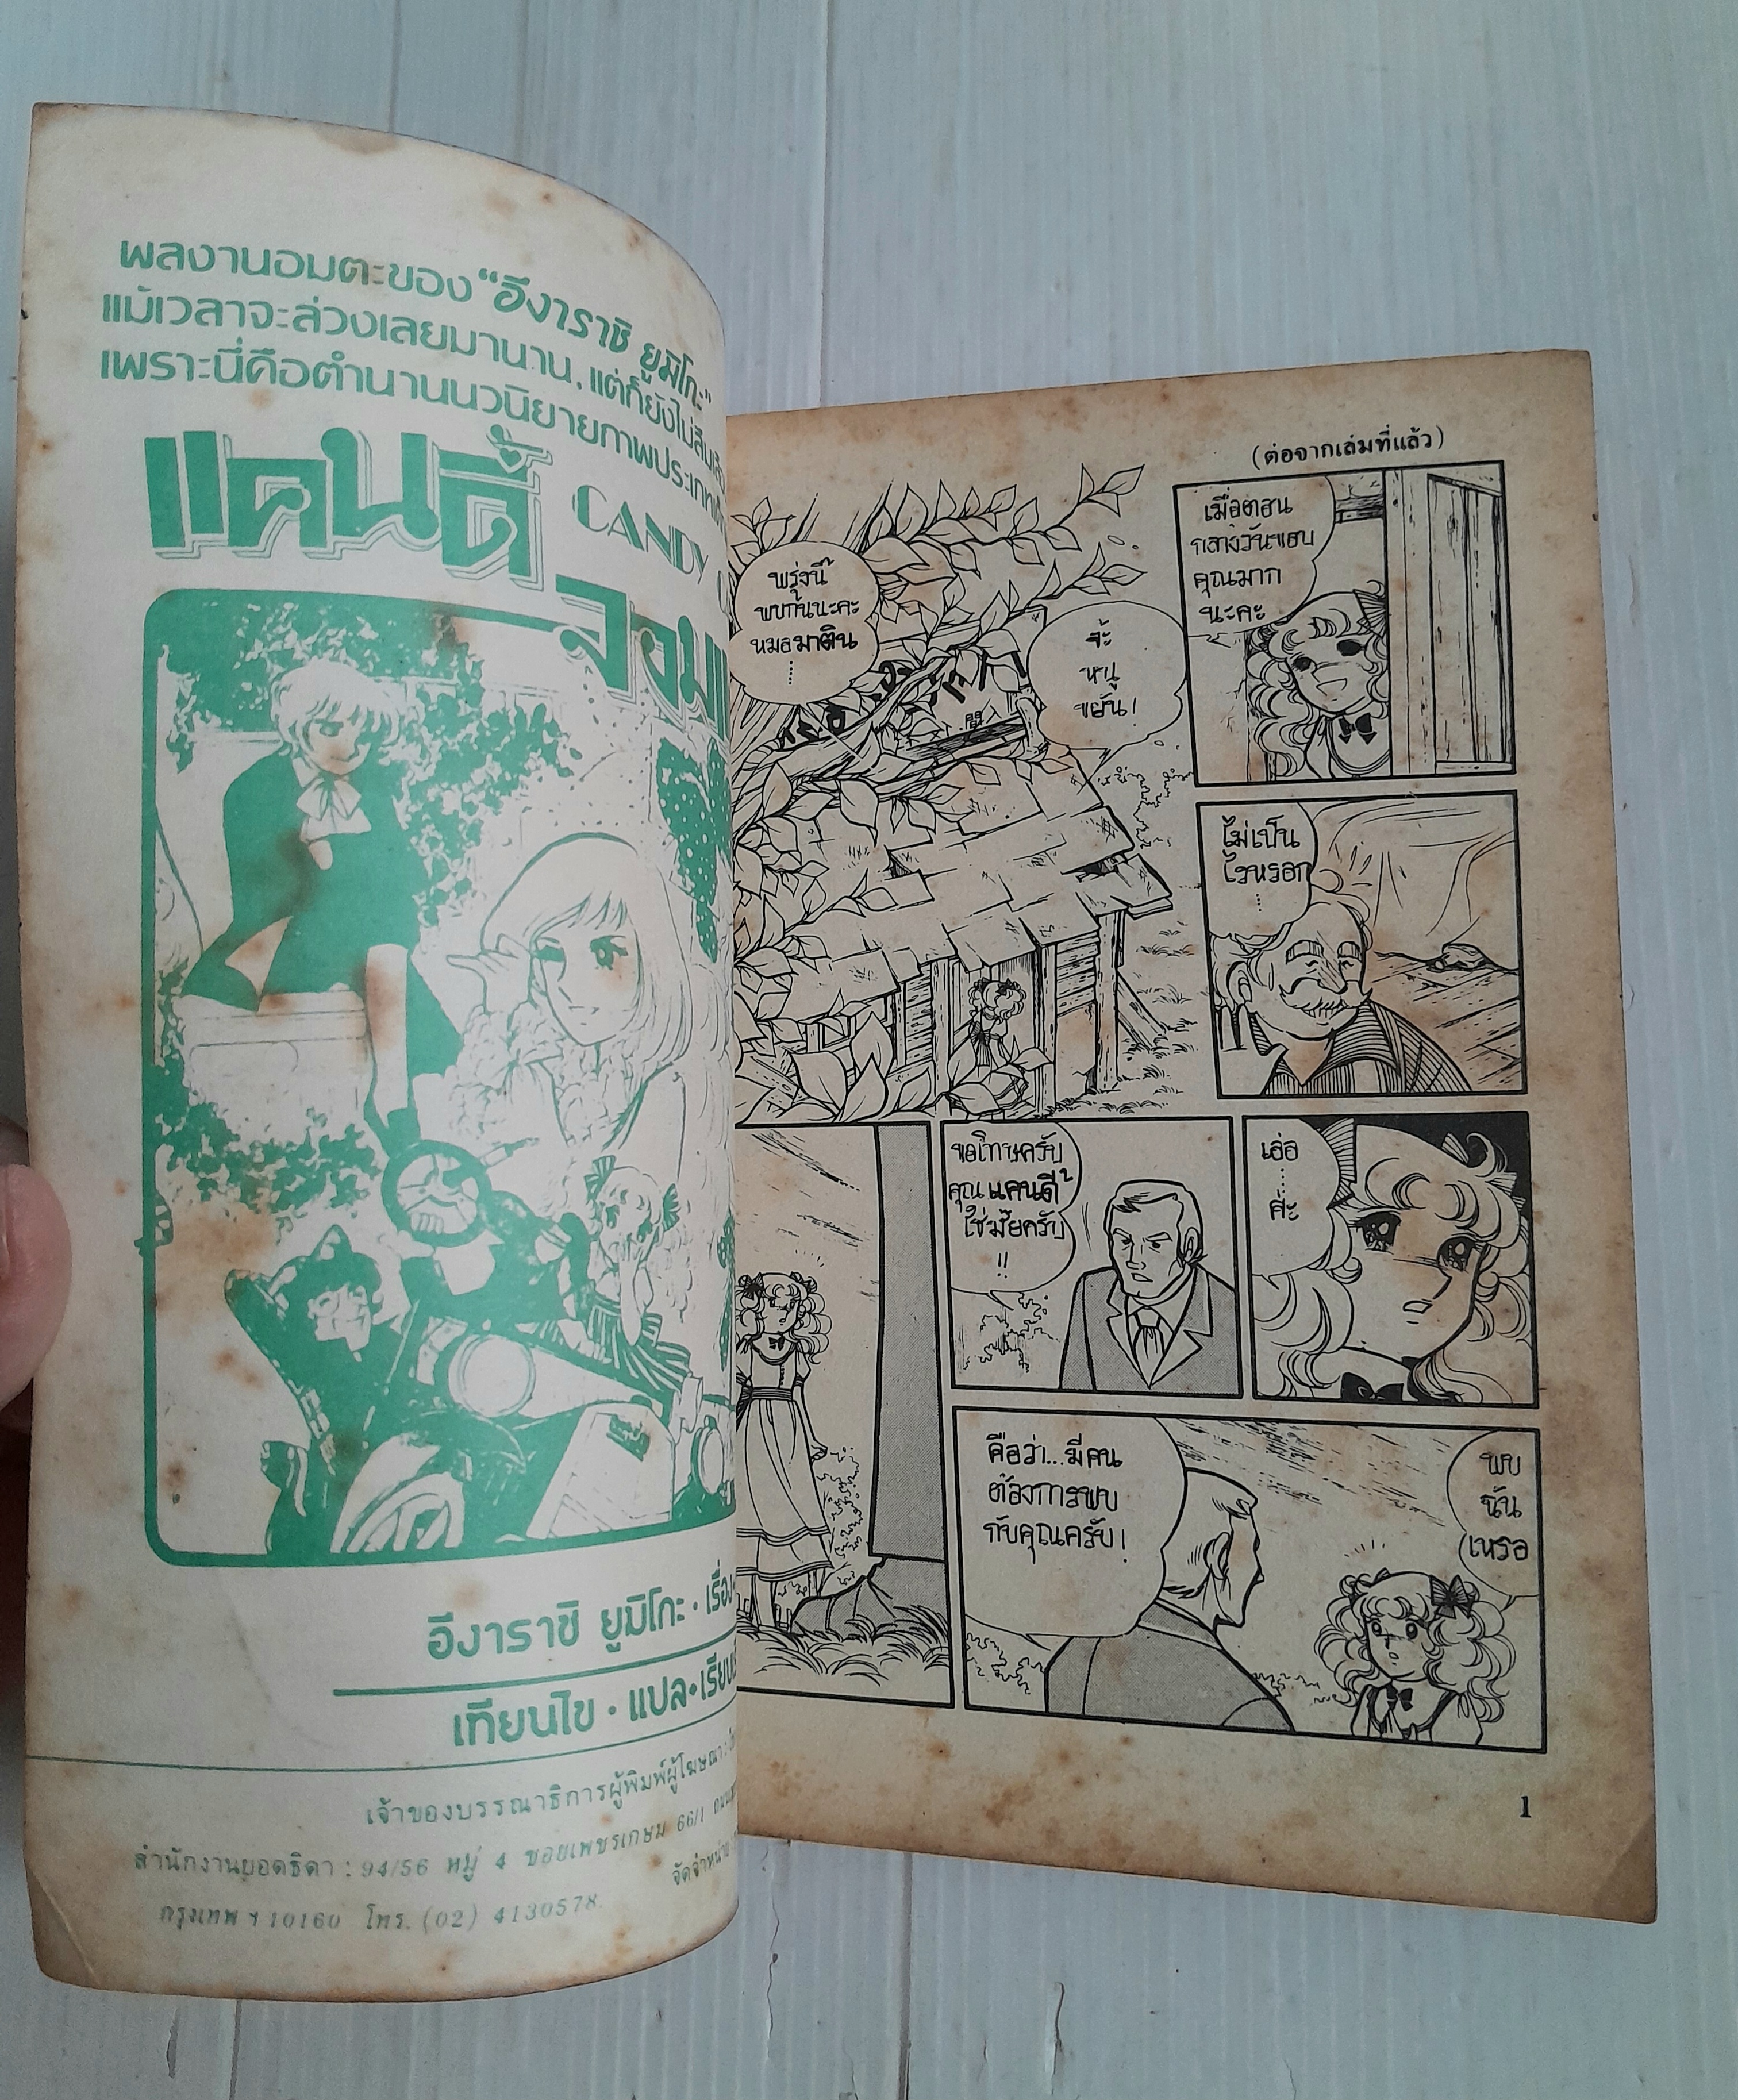 ผลงานอมตะของ "อึงาราชิ ยูมิโกะ"
แม้เวลาจะล่วงเลยมานาน, แต่ก็ยังไม่
เพราะนี่คือตำนานนวนิยายภาพประเภท
แคนดี้
CANDY
จอม
อีงาราชิ ยูมิโกะ · เรื่อง
เทียนไข · แปล·
เจ้าของบรรณาธิการผู้พิมพ์ผู้โฆษณา :
สำนักงานยอดธิดา : 94/56 หมู่ 4 ซอยเพชรเกษม 66/1
กรุงเทพ ฯ 10160 โทร. (02) 4130578.
จัดจำหน่าย
(ต่อจากเล่มที่แล้ว)
เมื่อตอน
กลางวันขอบ
คุณมาก
นะคะ
จ้ะ
หนู
ขยัน!
พรุ่งนี้
พบกันนะคะ
หมอมาติน
......
ไม่เป็น
ไรหรอก
....
เอ่อ
.....
ค่ะ
ขอโทษครับ
คุณแคนดี้
ใช่มั้ยครับ
!!
พบ
ฉัน
เหรอ
คือว่า...มีคน
ต้องการพบ
กับคุณครับ!
1